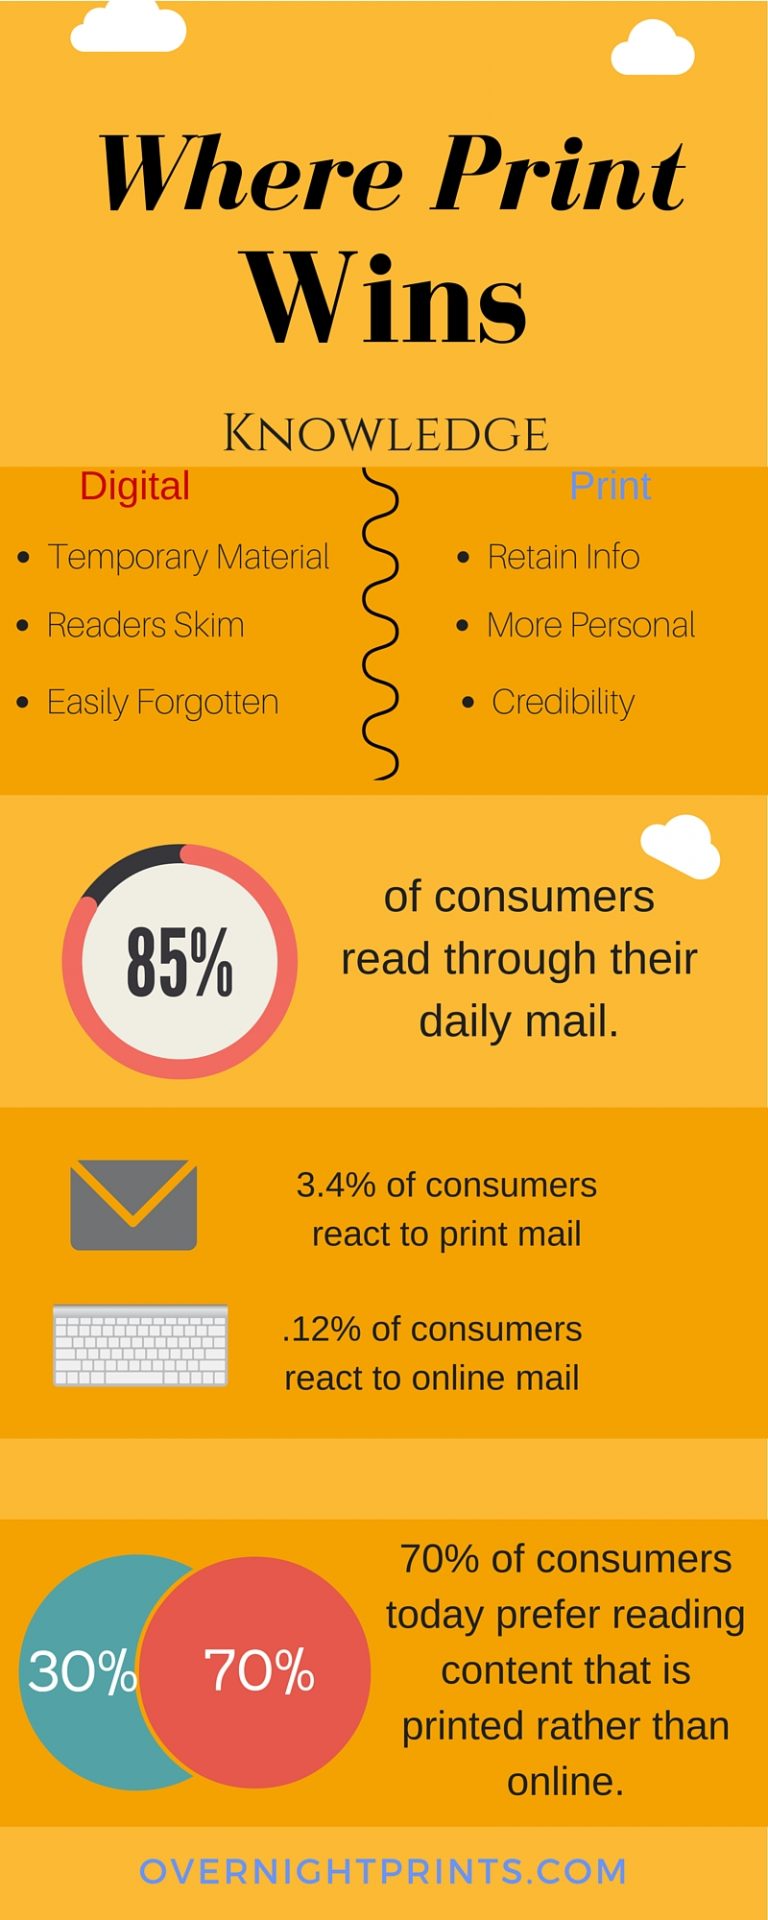 Where Print
Wins
KNOWLEDGE
Digital
Print
• Temporary Material
• Retain Info
• Readers Skim
• More Personal
• Easily Forgotten
• Credibility
85%
of consumers
read through their
daily mail.
3.4% of consumers
react to print mail
.12% of consumers
react to online mail
30%
70%
70% of consumers
today prefer reading
content that is
printed rather than
online.
OVERNIGHTPRINTS.COM